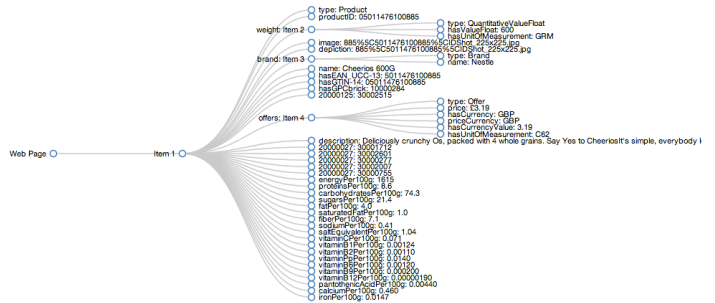 type: Product
productID: 05011476100885
weight: Item 2
type: QuantitativeValueFloat
hasValueFloat: 600
hasUnitOfMeasurement: GRM
image: 885%5C5011476100885%5CIDShot_225x225.jpg
depiction: 885%5C5011476100885%5CIDShot_225x225.jpg
brand: Item 3
type: Brand
name: Nestle
name: Cheerios 600G
hasEAN_UCC-13: 5011476100885
hasGTIN-14: 05011476100885
hasGPCbrick: 10000284
20000125: 30002515
offers: Item 4
type: Offer
price: £3.19
hasCurrency: GBP
priceCurrency: GBP
hasCurrencyValue: 3.19
hasUnitOfMeasurement: C62
description: Deliciously crunchy Os, packed with 4 whole grains. Say Yes to CheeriosIt's simple, everybody
Web Page
Item 1
20000027: 30001712
20000027: 30002601
20000027: 30000277
20000027: 30002007
20000027: 30000755
energyPer100g: 1615
proteinsPer100g: 8.6
carbohydratesPer100g: 74.3
sugarsPer100g: 21.4
fatPer100g: 4.0
saturatedFatPer100g: 1.0
fiberPer100g: 7.1
sodiumPer100g: 0.41
saltEquivalentPer100g: 1.04
vitaminCPer100g: 0.071
vitaminB1Per100g: 0.00124
vitaminB2Per100g: 0.00110
vitaminPpPer100g: 0.0140
vitaminB6Per100g: 0.00120
vitaminB9Per100g: 0.000200
vitaminB12Per100g: 0.00000190
pantothenicAcidPer100g: 0.00440
calciumPer100g: 0.460
ironPer100g: 0.0147